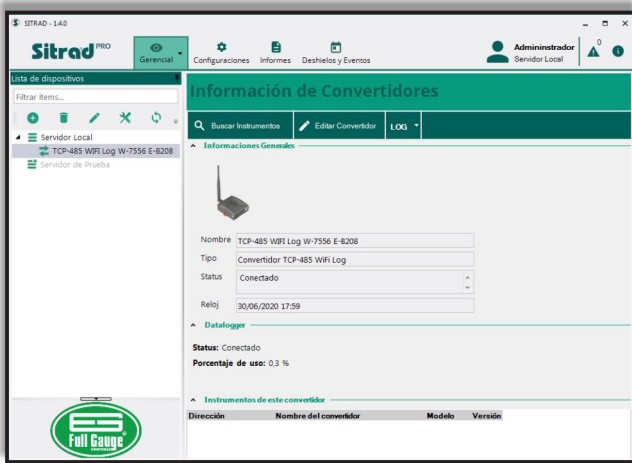 SITRAD - 1.4.0
Sitrad PRO
Gerencial
Configuraciones
Informes
Deshielos y Eventos
Admininstrador
Servidor Local
0
Lista de dispositivos
Filtrar ítems...
Servidor Local
TCP-485 WIFI Log W-7556 E-B208
Servidor de Prueba
Full Gauge
CONTROLS
Información de Convertidores
Buscar Instrumentos
Editar Convertidor
LOG
Informaciones Generales
Nombre TCP-485 WIFI Log W-7556 E-B208
Tipo Convertidor TCP-485 WiFi Log
Status Conectado
Reloj 30/06/2020 17:59
Datalogger
Status: Conectado
Porcentaje de uso: 0,3 %
Instrumentos de este convertidor
Dirección Nombre del convertidor Modelo Versión